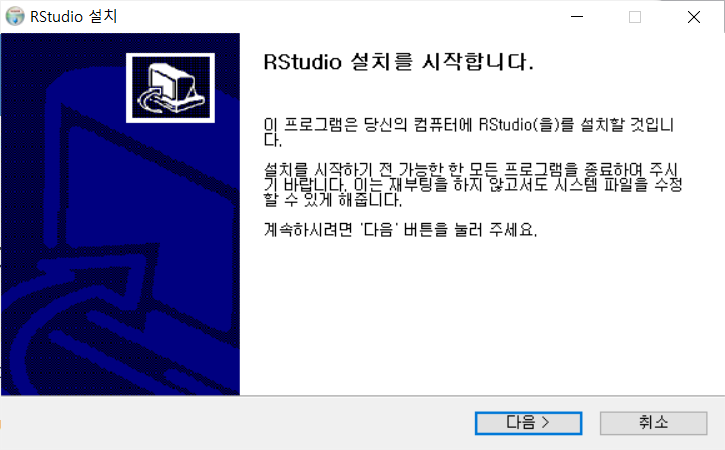 RStudio 설치
RStudio 설치를 시작합니다.
이 프로그램은 당신의 컴퓨터에 RStudio(을)를 설치할 것입니
다.
설치를 시작하기 전 가능한 한 모든 프로그램을 종료하여 주시
기 바랍니다. 이는 재부팅을 하지 않고서도 시스템 파일을 수정
할 수 있게 해줍니다.
계속하시려면 '다음' 버튼을 눌러 주세요.
다음 >
취소